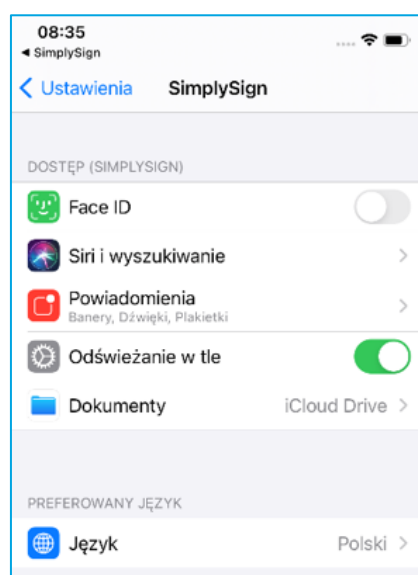 08:35
◀ SimplySign
Ustawienia SimplySign
DOSTĘP (SIMPLYSIGN)
Face ID
Siri i wyszukiwanie
Powiadomienia
Banery, Dźwięki, Plakietki
Odświeżanie w tle
Dokumenty iCloud Drive
PREFEROWANY JĘZYK
Język Polski